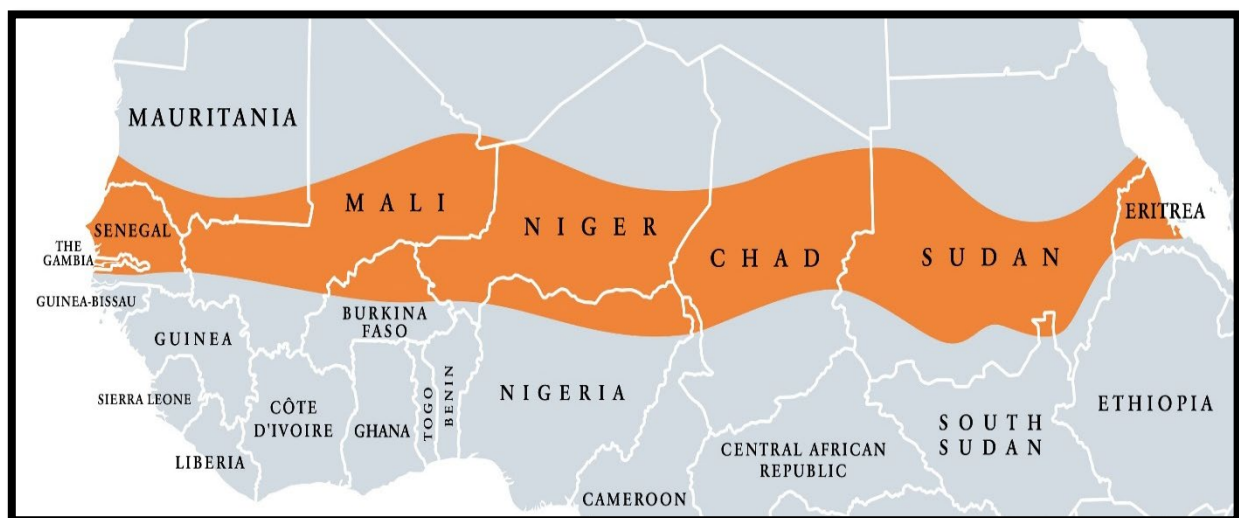 MAURITANIA
MALI
NIGER
CHAD
SUDAN
ERITREA
SENEGAL
THE
GAMBIA
GUINEA-BISSAU
GUINEA
BURKINA
FASO
SIERRA LEONE
LIBERIA
CÔTE
D'IVOIRE
GHANA
TOGO
BENIN
NIGERIA
CAMEROON
CENTRAL AFRICAN
REPUBLIC
SOUTH
SUDAN
ETHIOPIA